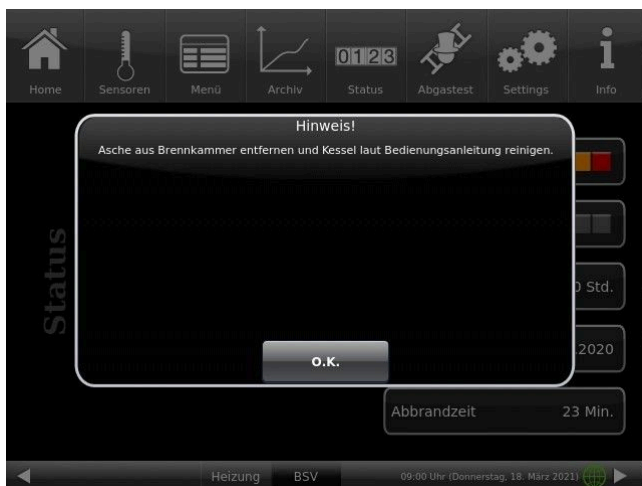 Home Sensoren Menü Archiv 0123 Status Abgastest Settings i Info
Hinweis!
Asche aus Brennkammer entfernen und Kessel laut Bedienungsanleitung reinigen.
Status
0 Std.
.2020
O.K.
Abbrandzeit 23 Min.
Heizung BSV 09:00 Uhr (Donnerstag, 18. März 2021)